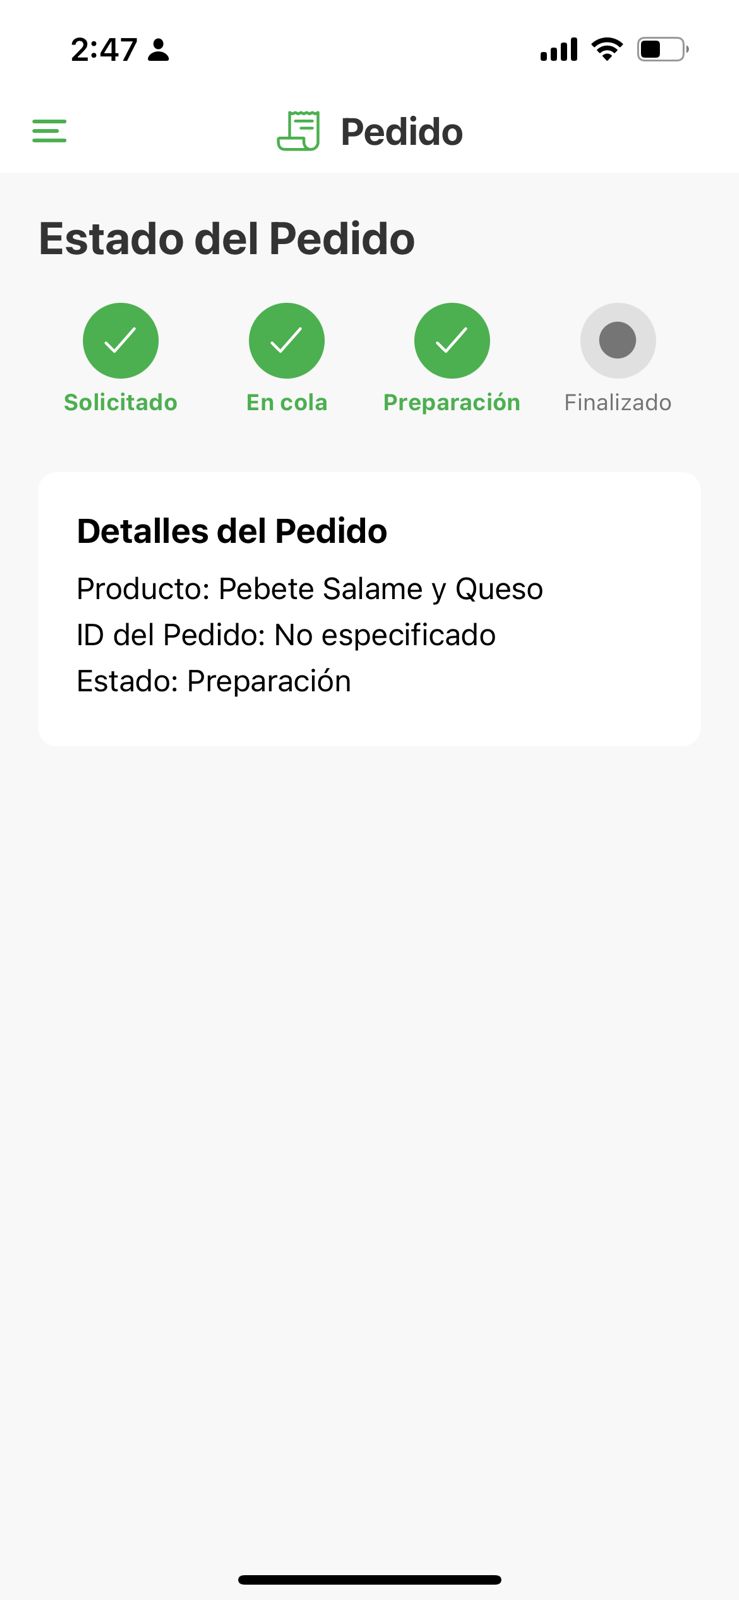 2:47
Pedido
Estado del Pedido
Solicitado En cola Preparación Finalizado
Detalles del Pedido
Producto: Pebete Salame y Queso
ID del Pedido: No especificado
Estado: Preparación